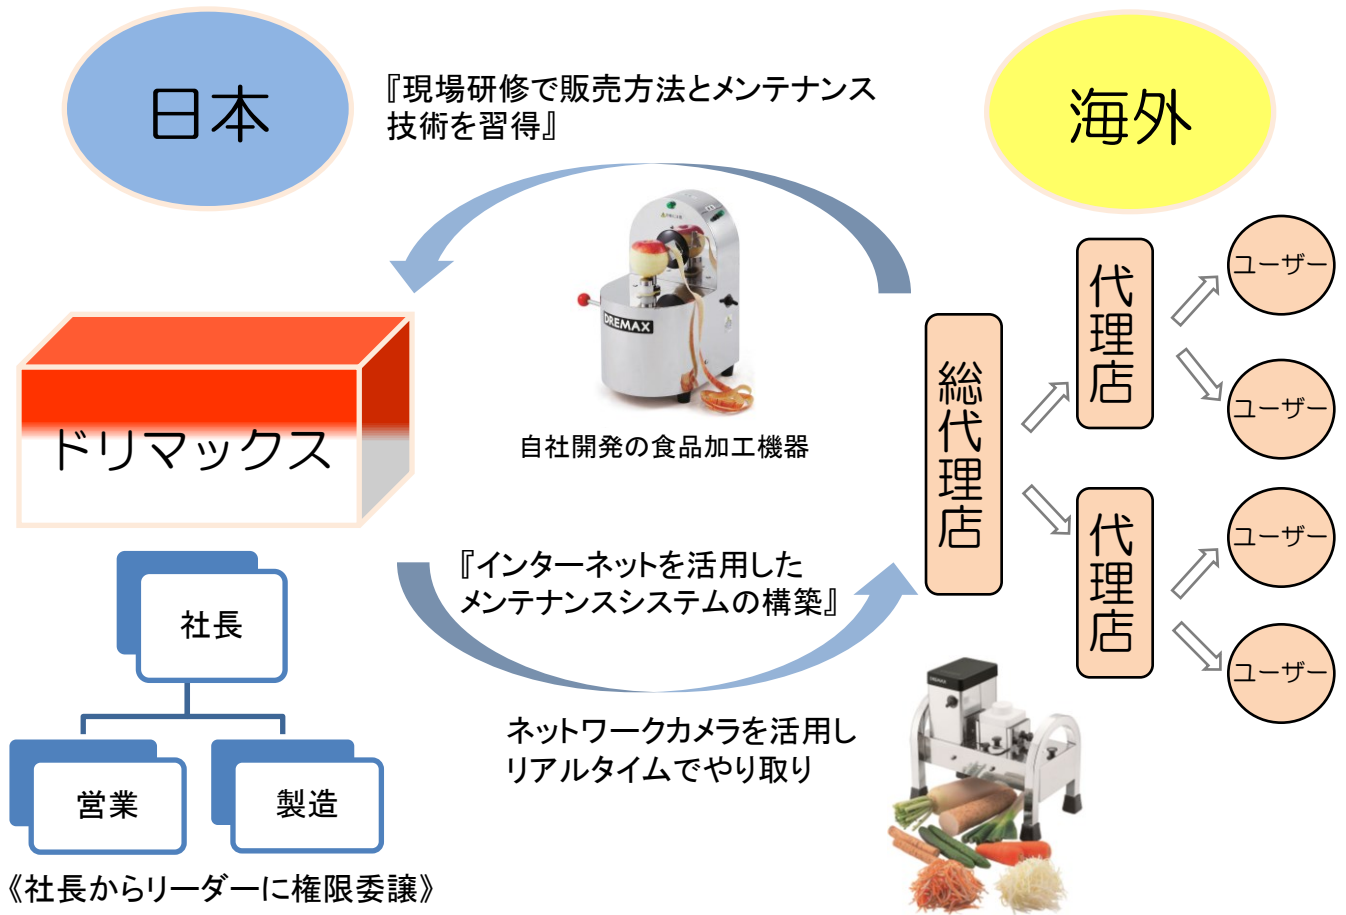 日本
『現場研修で販売方法とメンテナンス
技術を習得』
海外
DREMAX
自社開発の食品加工機器
ドリマックス
総代理店
代理店
ユーザー
ユーザー
代理店
ユーザー
ユーザー
『インターネットを活用した
メンテナンスシステムの構築』
ネットワークカメラを活用し
リアルタイムでやり取り
DREMAX
社長
営業
製造
《社長からリーダーに権限委譲》